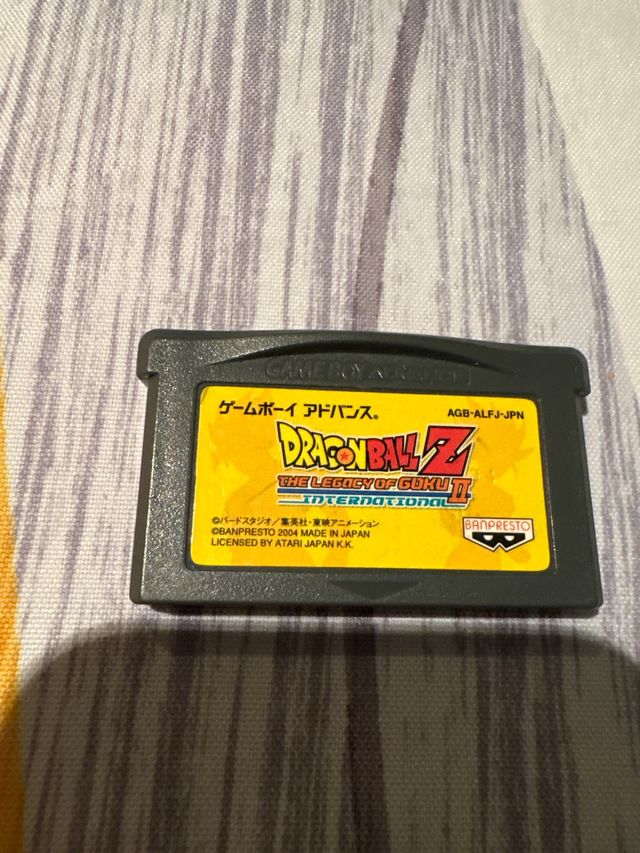 GAME BOY ADVANCE
ゲームボーイ アドバンス®
AGB-ALFJ-JPN
DRAGONBALL Z
THE LEGACY OF GOKU II
INTERNATIONAL
©バードスタジオ／集英社・東映アニメーション
©BANPRESTO 2004 MADE IN JAPAN
LICENSED BY ATARI JAPAN K.K.
BANPRESTO